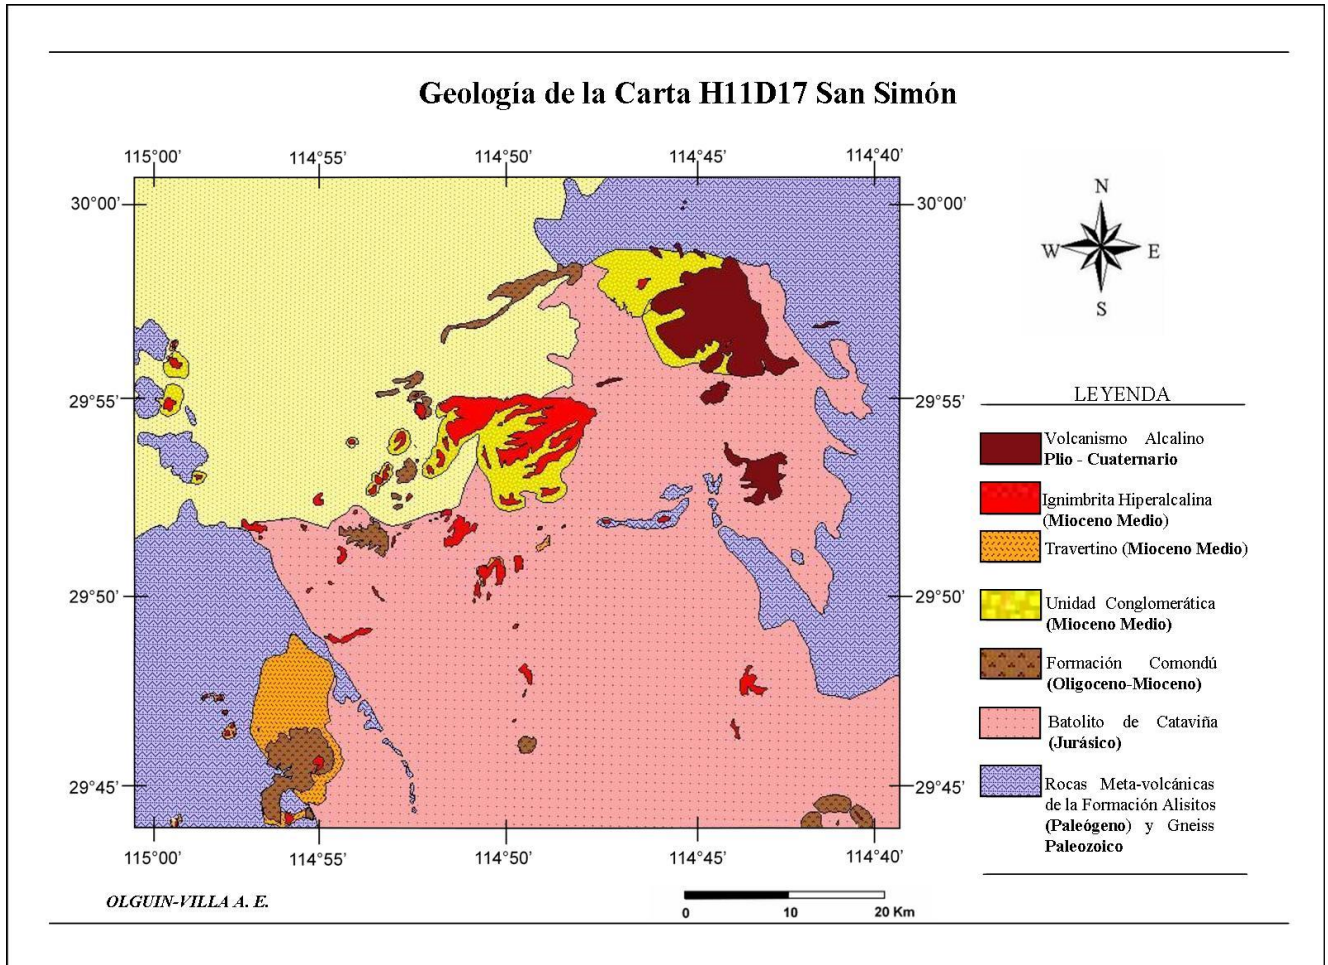 Geología de la Carta H11D17 San Simón
115°00' 114°55' 114°50' 114°45' 114°40'
30°00' 30°00'
29°55' 29°55'
29°50' 29°50'
29°45' 29°45'
115°00' 114°55' 114°50' 114°45' 114°40'
N
W E
S
LEYENDA
Volcanismo Alcalino
Plio - Cuaternario
Ignimbrita Hiperalcalina
(Mioceno Medio)
Travertino (Mioceno Medio)
Unidad Conglomerática
(Mioceno Medio)
Formación Comondú
(Oligoceno-Mioceno)
Batolito de Cataviña
(Jurásico)
Rocas Meta-volcánicas
de la Formación Alisitos
(Paleógeno) y Gneiss
Paleozoico
OLGUIN-VILLA A. E.
0 10 20 Km